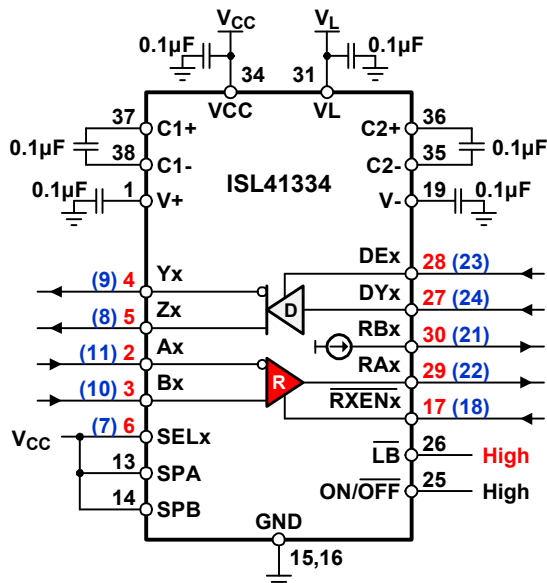 VCC VL
0.1µF 0.1µF
34 31
VCC VL
37 C1+ C2+ 36
0.1µF 0.1µF
38 C1- C2- 35
0.1µF 1 V+ ISL41334 V- 19 0.1µF
DEx 28 (23)
(9) 4 Yx
DYx 27 (24)
D
(8) 5 Zx
RBx 30 (21)
(11) 2 Ax
RAx 29 (22)
R
(10) 3 Bx
RXENx 17 (18)
VCC (7) 6 SELx
LB 26 High
13 SPA
ON/OFF 25 High
14 SPB
GND
15,16